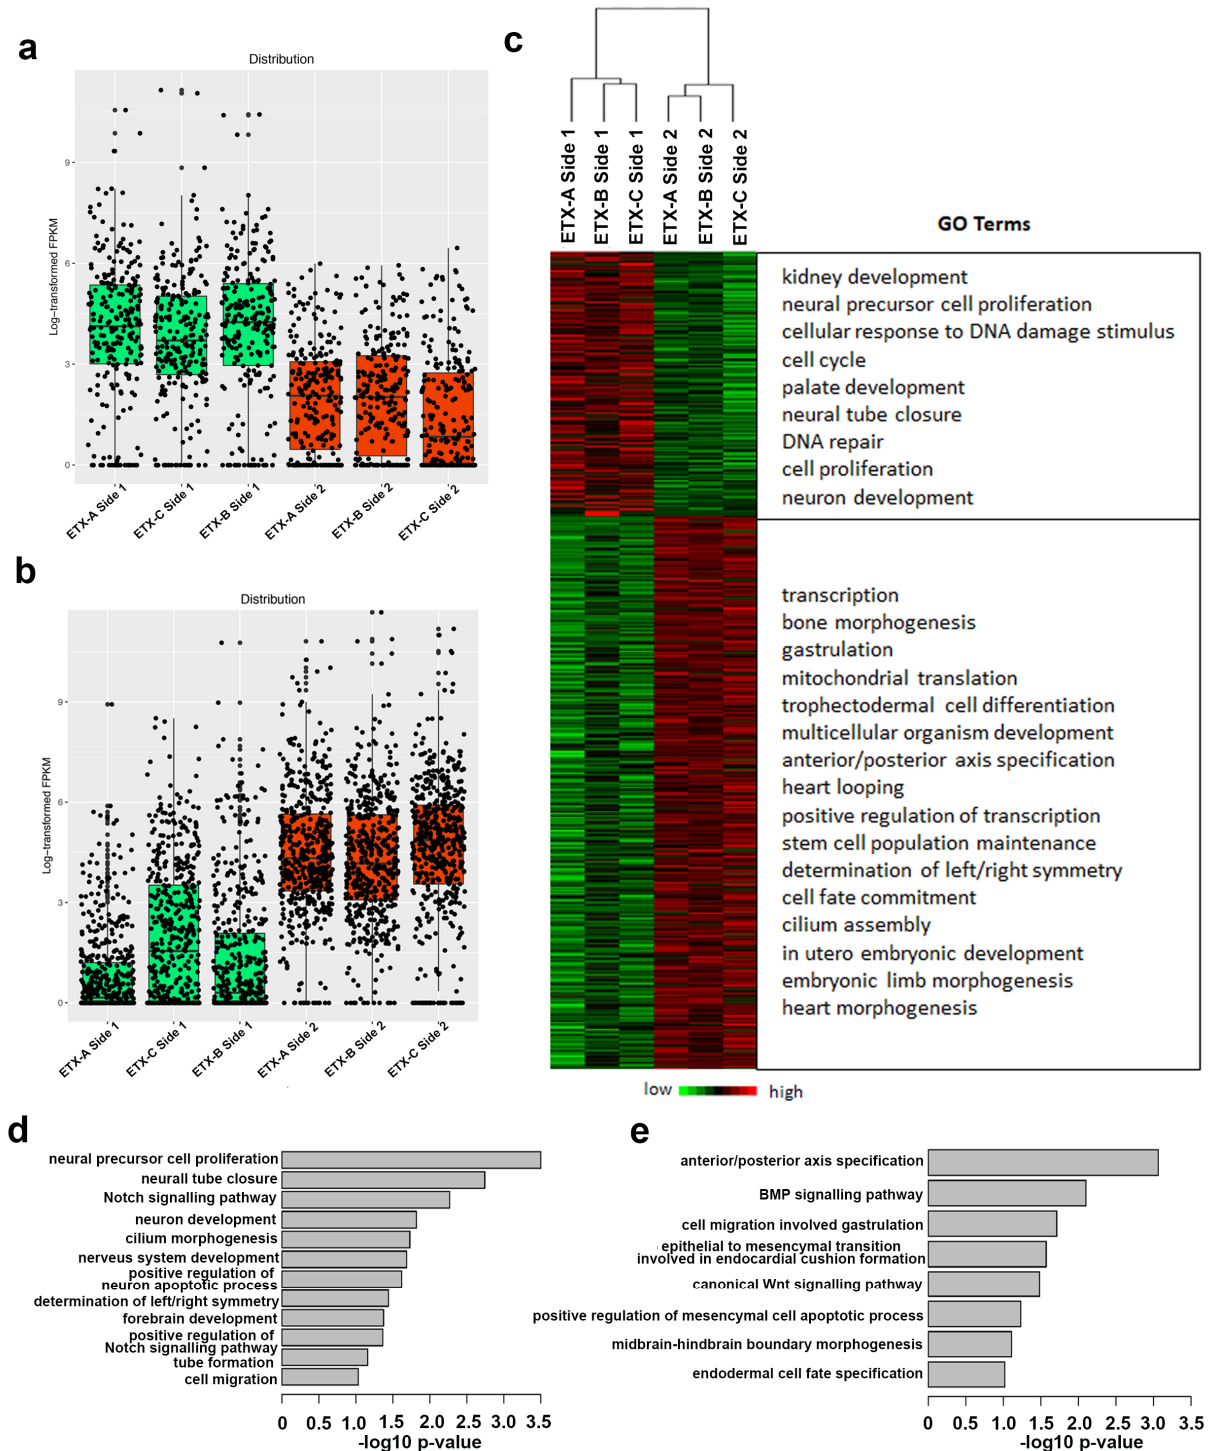 a
Distribution
Log-transformed FPKM
9
6
3
0
ETX-A Side 1
ETX-C Side 1
ETX-B Side 1
ETX-A Side 2
ETX-B Side 2
ETX-C Side 2
b
Distribution
Log-transformed FPKM
9
6
3
0
ETX-A Side 1
ETX-C Side 1
ETX-B Side 1
ETX-A Side 2
ETX-B Side 2
ETX-C Side 2
c
ETX-A Side 1
ETX-B Side 1
ETX-C Side 1
ETX-A Side 2
ETX-B Side 2
ETX-C Side 2
GO Terms
kidney development
neural precursor cell proliferation
cellular response to DNA damage stimulus
cell cycle
palate development
neural tube closure
DNA repair
cell proliferation
neuron development
transcription
bone morphogenesis
gastrulation
mitochondrial translation
trophectodermal cell differentiation
multicellular organism development
anterior/posterior axis specification
heart looping
positive regulation of transcription
stem cell population maintenance
determination of left/right symmetry
cell fate commitment
cilium assembly
in utero embryonic development
embryonic limb morphogenesis
heart morphogenesis
low
high
d
neural precursor cell proliferation
neurall tube closure
Notch signalling pathway
neuron development
cilium morphogenesis
nerveus system development
positive regulation of
neuron apoptotic process
determination of left/right symmetry
forebrain development
positive regulation of
Notch signalling pathway
tube formation
cell migration
0 0.5 1.0 1.5 2.0 2.5 3.0 3.5
-log10 p-value
e
anterior/posterior axis specification
BMP signalling pathway
cell migration involved gastrulation
epithelial to mesencymal transition
involved in endocardial cushion formation
canonical Wnt signalling pathway
positive regulation of mesencymal cell apoptotic process
midbrain-hindbrain boundary morphogenesis
endodermal cell fate specification
0 0.5 1.0 1.5 2.0 2.5 3.0 3.5
-log10 p-value